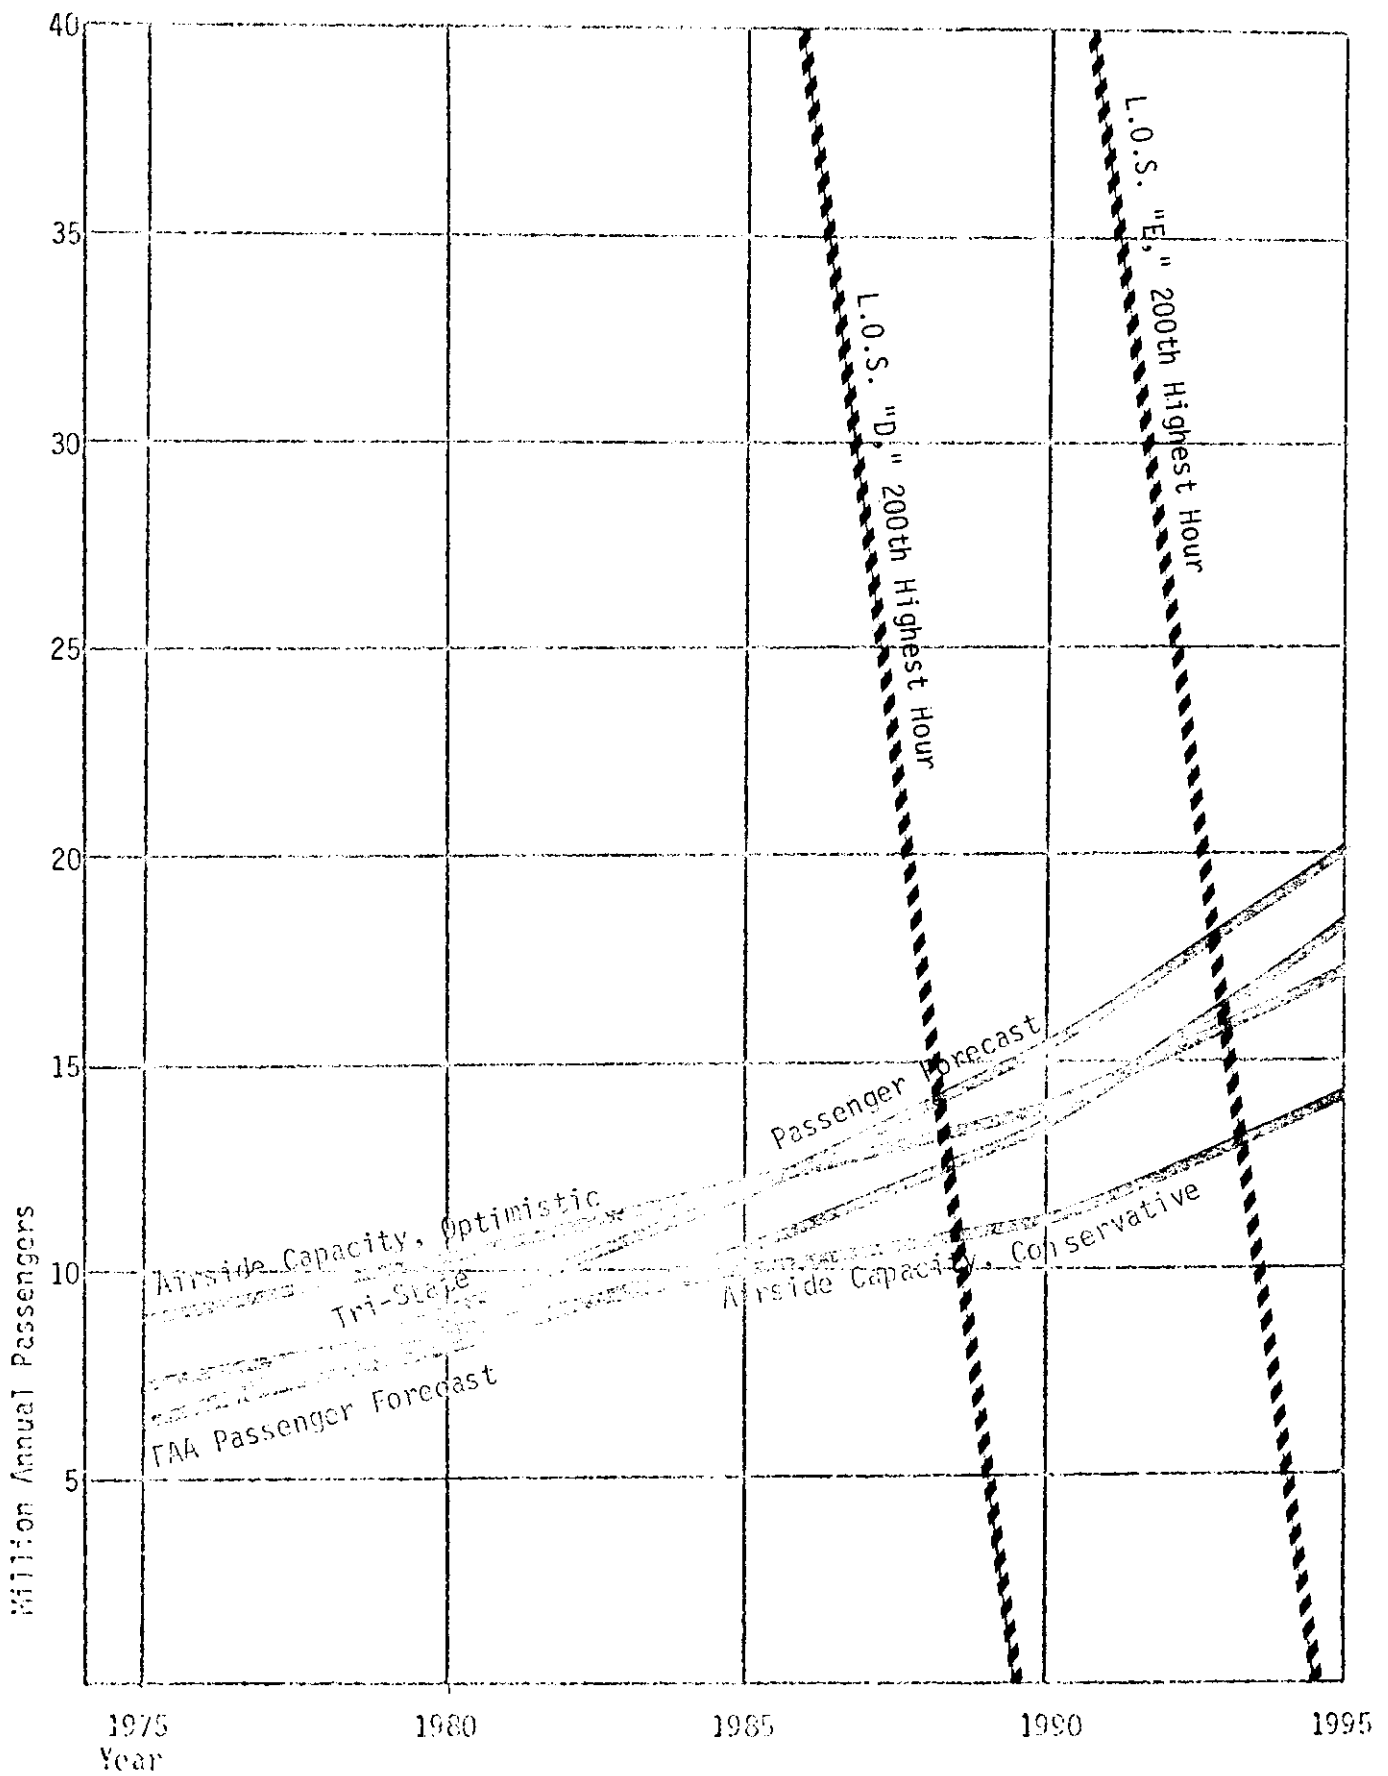 40
35
30
25
20
15
10
5
Million Annual Passengers
L.O.S. "D," 200th Highest Hour
L.O.S. "E," 200th Highest Hour
Passenger Forecast
Airside Capacity, Optimistic
Tri-State
Airside Capacity, Conservative
FAA Passenger Forecast
1975
1980
1985
1990
1995
Year